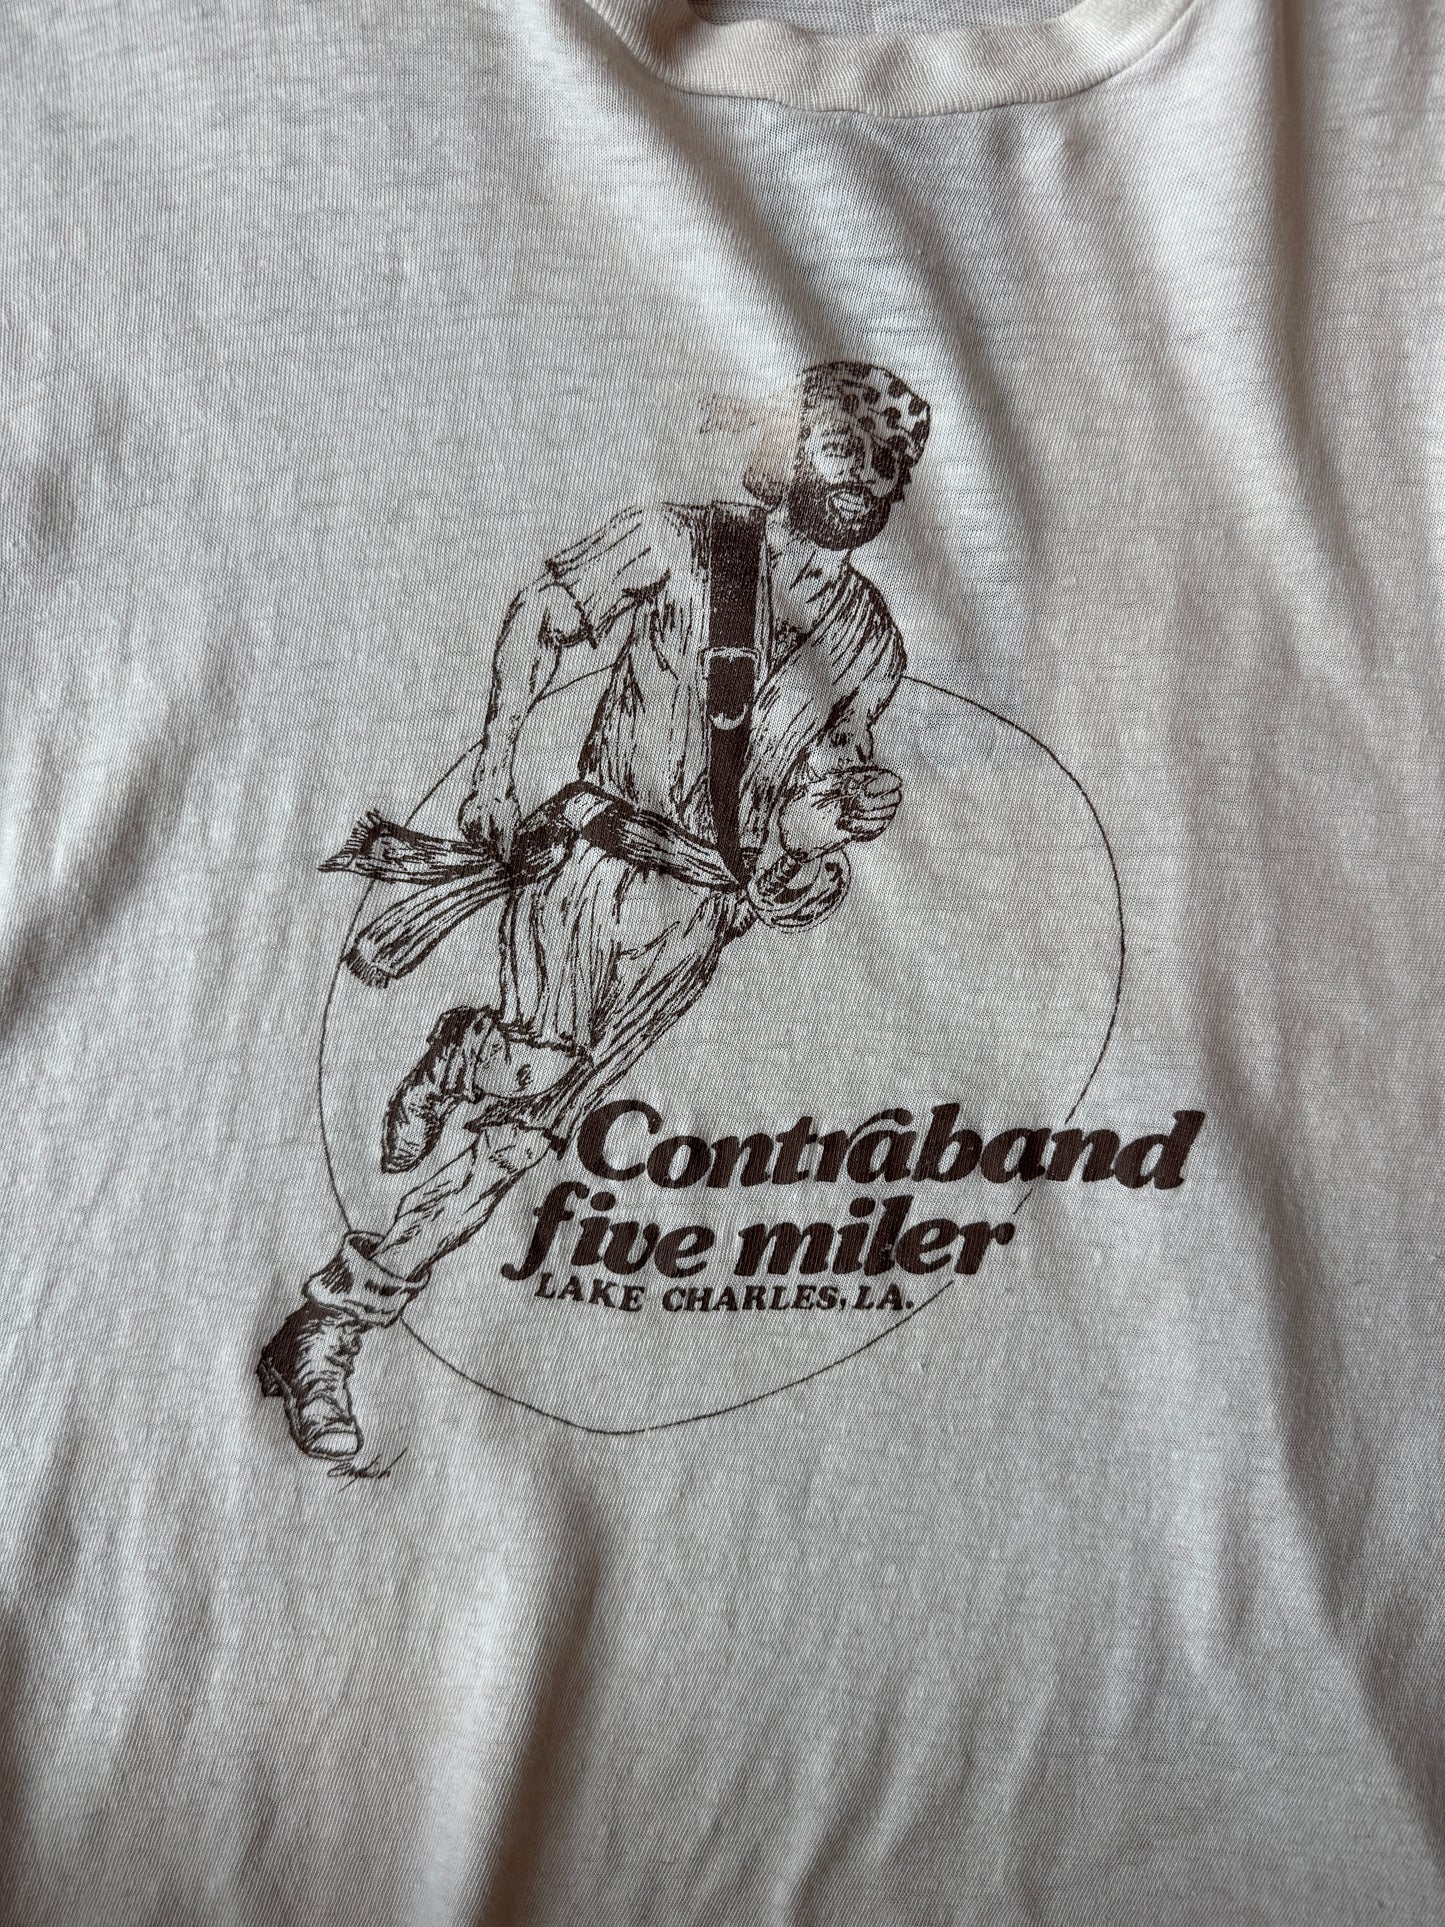 Contraband
five miler
LAKE CHARLES, LA.